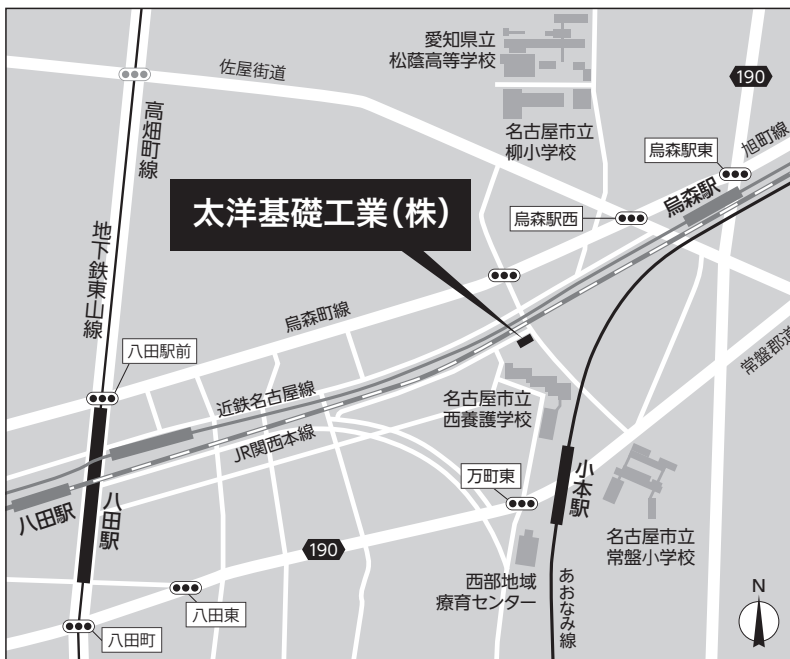 愛知県立
松蔭高等学校
190
佐屋街道
高畑町線
名古屋市立
柳小学校
旭町線
烏森駅東
烏森駅
太洋基礎工業(株)
烏森駅西
地下鉄東山線
烏森町線
八田駅前
常盤郡道
近鉄名古屋線
名古屋市立
西養護学校
JR関西本線
万町東
小本駅
八田駅
八田駅
190
名古屋市立
常盤小学校
西部地域
療育センター
あおなみ線
八田東
八田町
N